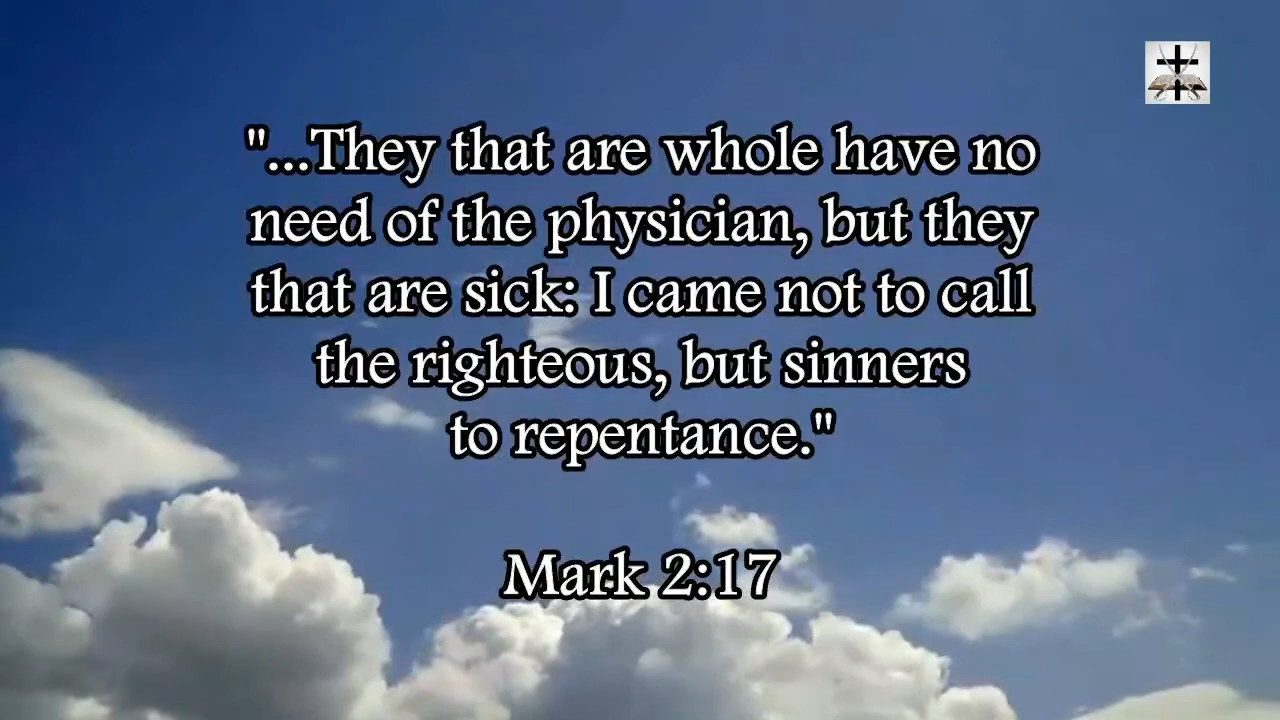 "...They that are whole have no
need of the physician, but they
that are sick: I came not to call
the righteous, but sinners
to repentance."
Mark 2:17